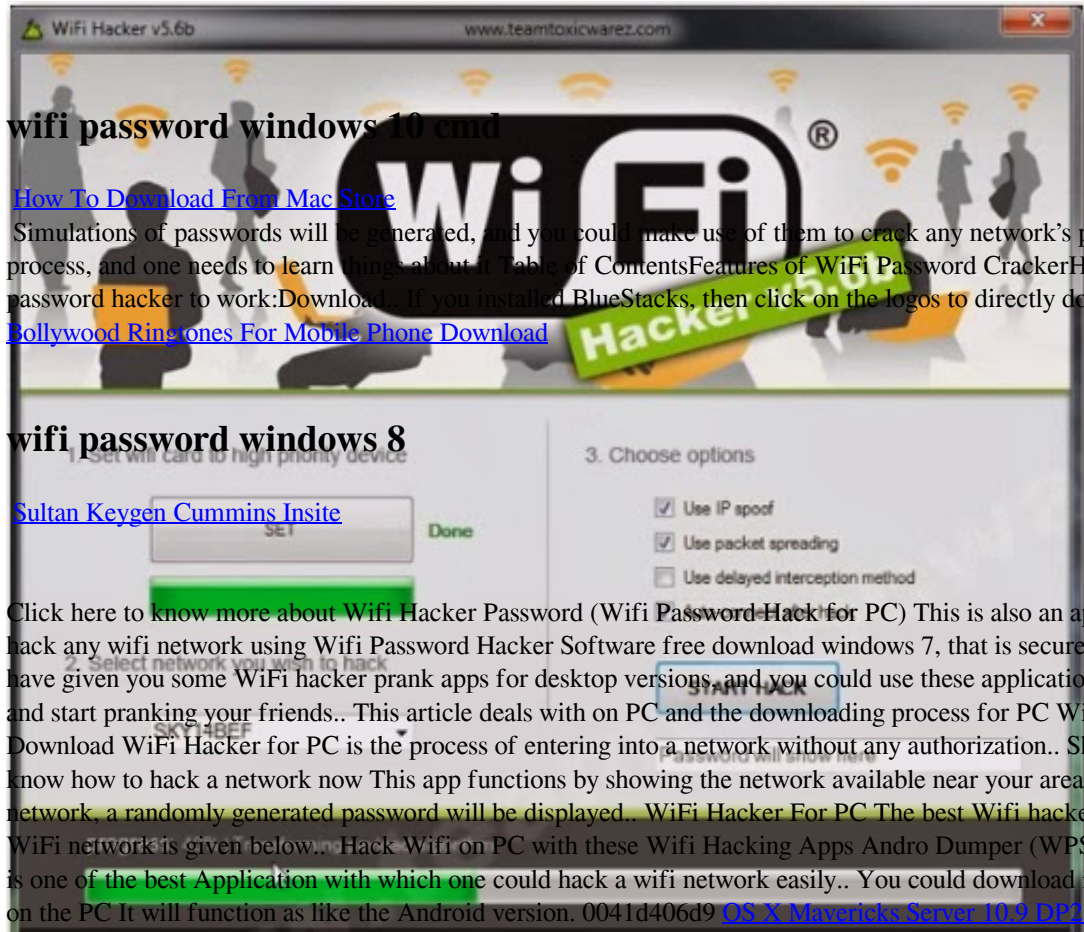 WiFi Hacker v5.6b www.teamtoxicwarez.com
wifi password windows 10 cmd
WiFi ®
How To Download From Mac Store
Simulations of passwords will be generated, and you could make use of them to crack any network's p
process, and one needs to learn things about it Table of ContentsFeatures of WiFi Password CrackerH
password hacker to work:Download.. If you installed BlueStacks, then click on the logos to directly do
Hacker v5.6b
Bollywood Ringtones For Mobile Phone Download
wifi password windows 8
1. Set wifi card to high priority device
3. Choose options
Sultan Keygen Cummins Insite
SET
Done
Use IP spoof
Use packet spreading
Use delayed interception method
Click here to know more about Wifi Hacker Password (Wifi Password Hack for PC) This is also an ap
hack any wifi network using Wifi Password Hacker Software free download windows 7, that is secure
2. Select network you wish to hack
have given you some WiFi hacker prank apps for desktop versions, and you could use these applicatio
START HACK
and start pranking your friends.. This article deals with on PC and the downloading process for PC Wi
SKY14BEF
Download WiFi Hacker for PC is the process of entering into a network without any authorization.. Sl
Password will show here
know how to hack a network now This app functions by showing the network available near your area
network, a randomly generated password will be displayed.. WiFi Hacker For PC The best Wifi hacke
WiFi network is given below.. Hack Wifi on PC with these Wifi Hacking Apps Andro Dumper (WPS
is one of the best Application with which one could hack a wifi network easily.. You could download
on the PC It will function as like the Android version. 0041d406d9 OS X Mavericks Server 10.9 DP2